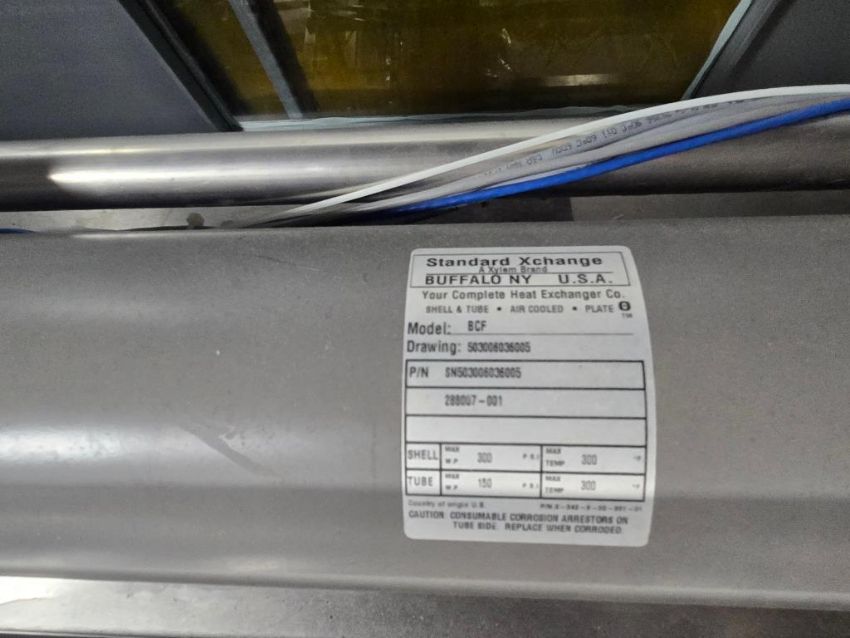 Standard Xchange
A Xylem Brand
BUFFALO NY U.S.A.
Your Complete Heat Exchanger Co.
SHELL & TUBE • AIR COOLED • PLATE
TM
Model: BCF
Drawing: 503006036005
P/N SN503006036005
288007-001
SHELL MAX W.P. 300 P.S.I MAX TEMP 300 °F
TUBE MAX W.P. 150 P.S.I MAX TEMP 300 °F
Country of origin U.S.
CAUTION: CONSUMABLE CORROSION ARRESTORS ON
TUBE SIDE. REPLACE WHEN CORRODED.